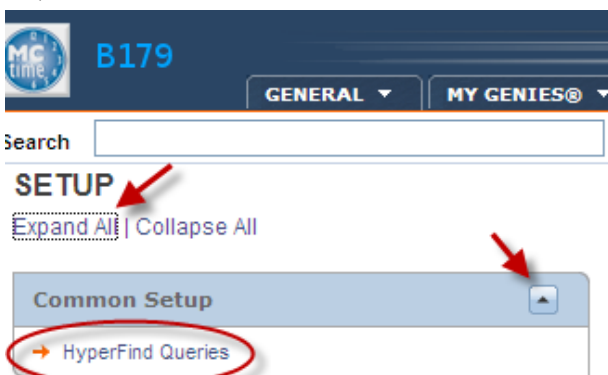 MC
time
B179
GENERAL MY GENIES®
Search
SETUP
Expand All | Collapse All
Common Setup
HyperFind Queries